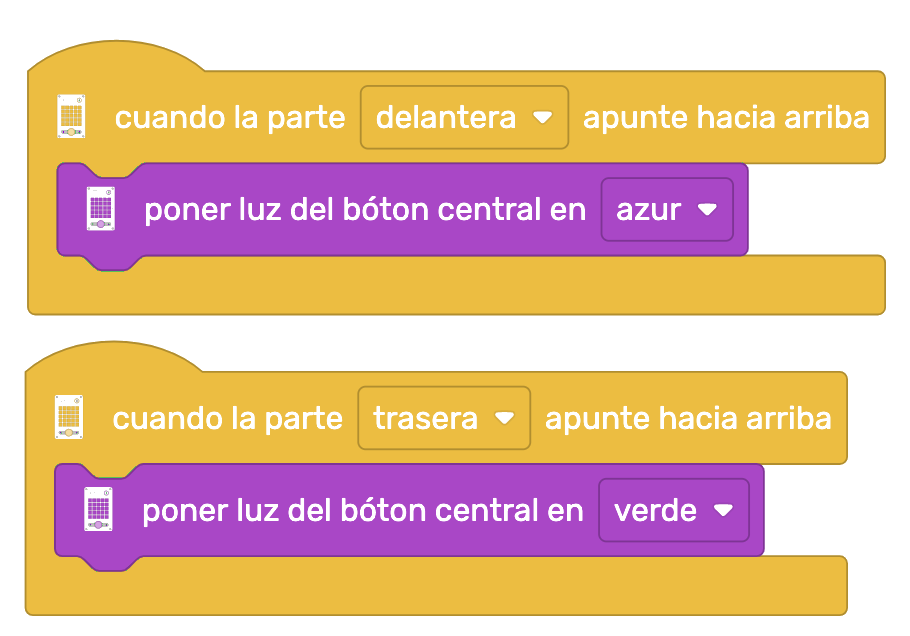 cuando la parte delantera apunte hacia arriba
poner luz del bóton central en azur
cuando la parte trasera apunte hacia arriba
poner luz del bóton central en verde